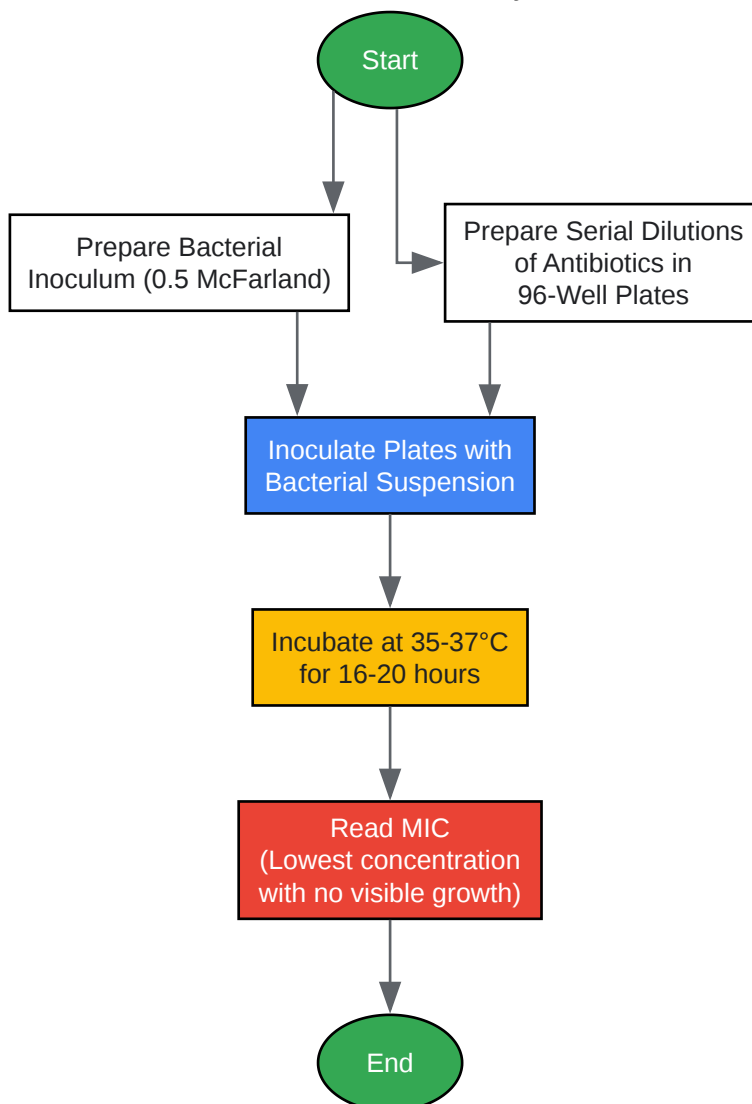 Start
Prepare Bacterial
Inoculum (0.5 McFarland)
Prepare Serial Dilutions
of Antibiotics in
96-Well Plates
Inoculate Plates with
Bacterial Suspension
Incubate at 35-37°C
for 16-20 hours
Read MIC
(Lowest concentration
with no visible growth)
End